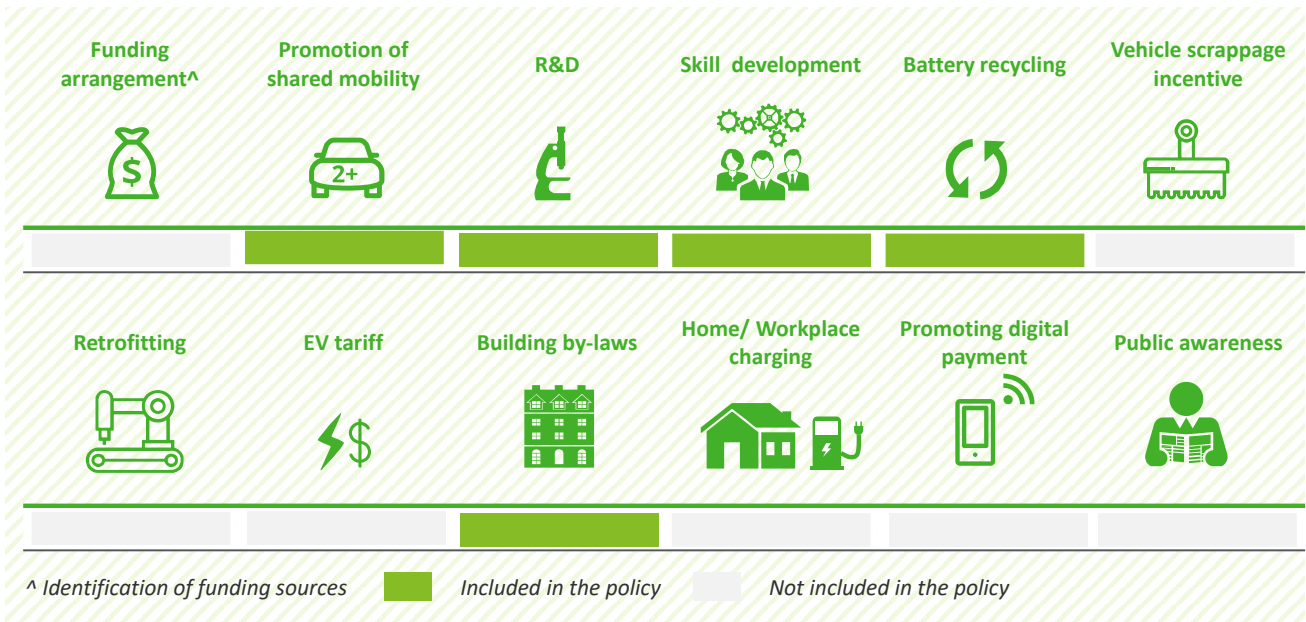 Funding
arrangement^
Promotion of
shared mobility
R&D
Skill development
Battery recycling
Vehicle scrappage
incentive
$
2+
Retrofitting
EV tariff
Building by-laws
Home/ Workplace
charging
Promoting digital
payment
Public awareness
$
^ Identification of funding sources
Included in the policy
Not included in the policy